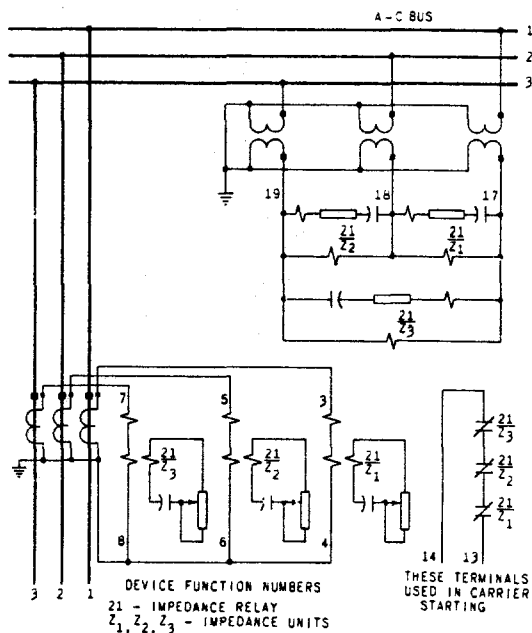 A-C BUS
1
2
3
19
18
17
21
Z2
21
Z1
21
Z3
7
5
3
21
Z3
21
Z2
21
Z1
21
Z3
21
Z2
21
Z1
8
6
4
14
13
3
2
1
DEVICE FUNCTION NUMBERS
21 - IMPEDANCE RELAY
Z1, Z2, Z3 - IMPEDANCE UNITS
THESE TERMINALS
USED IN CARRIER
STARTING